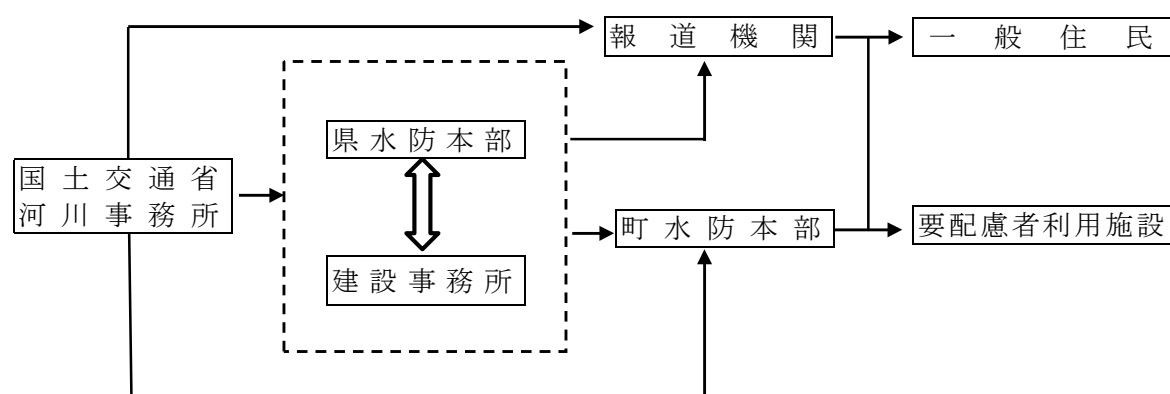 報道機関
一般住民
県水防本部
国土交通省
河川事務所
町水防本部
要配慮者利用施設
建設事務所